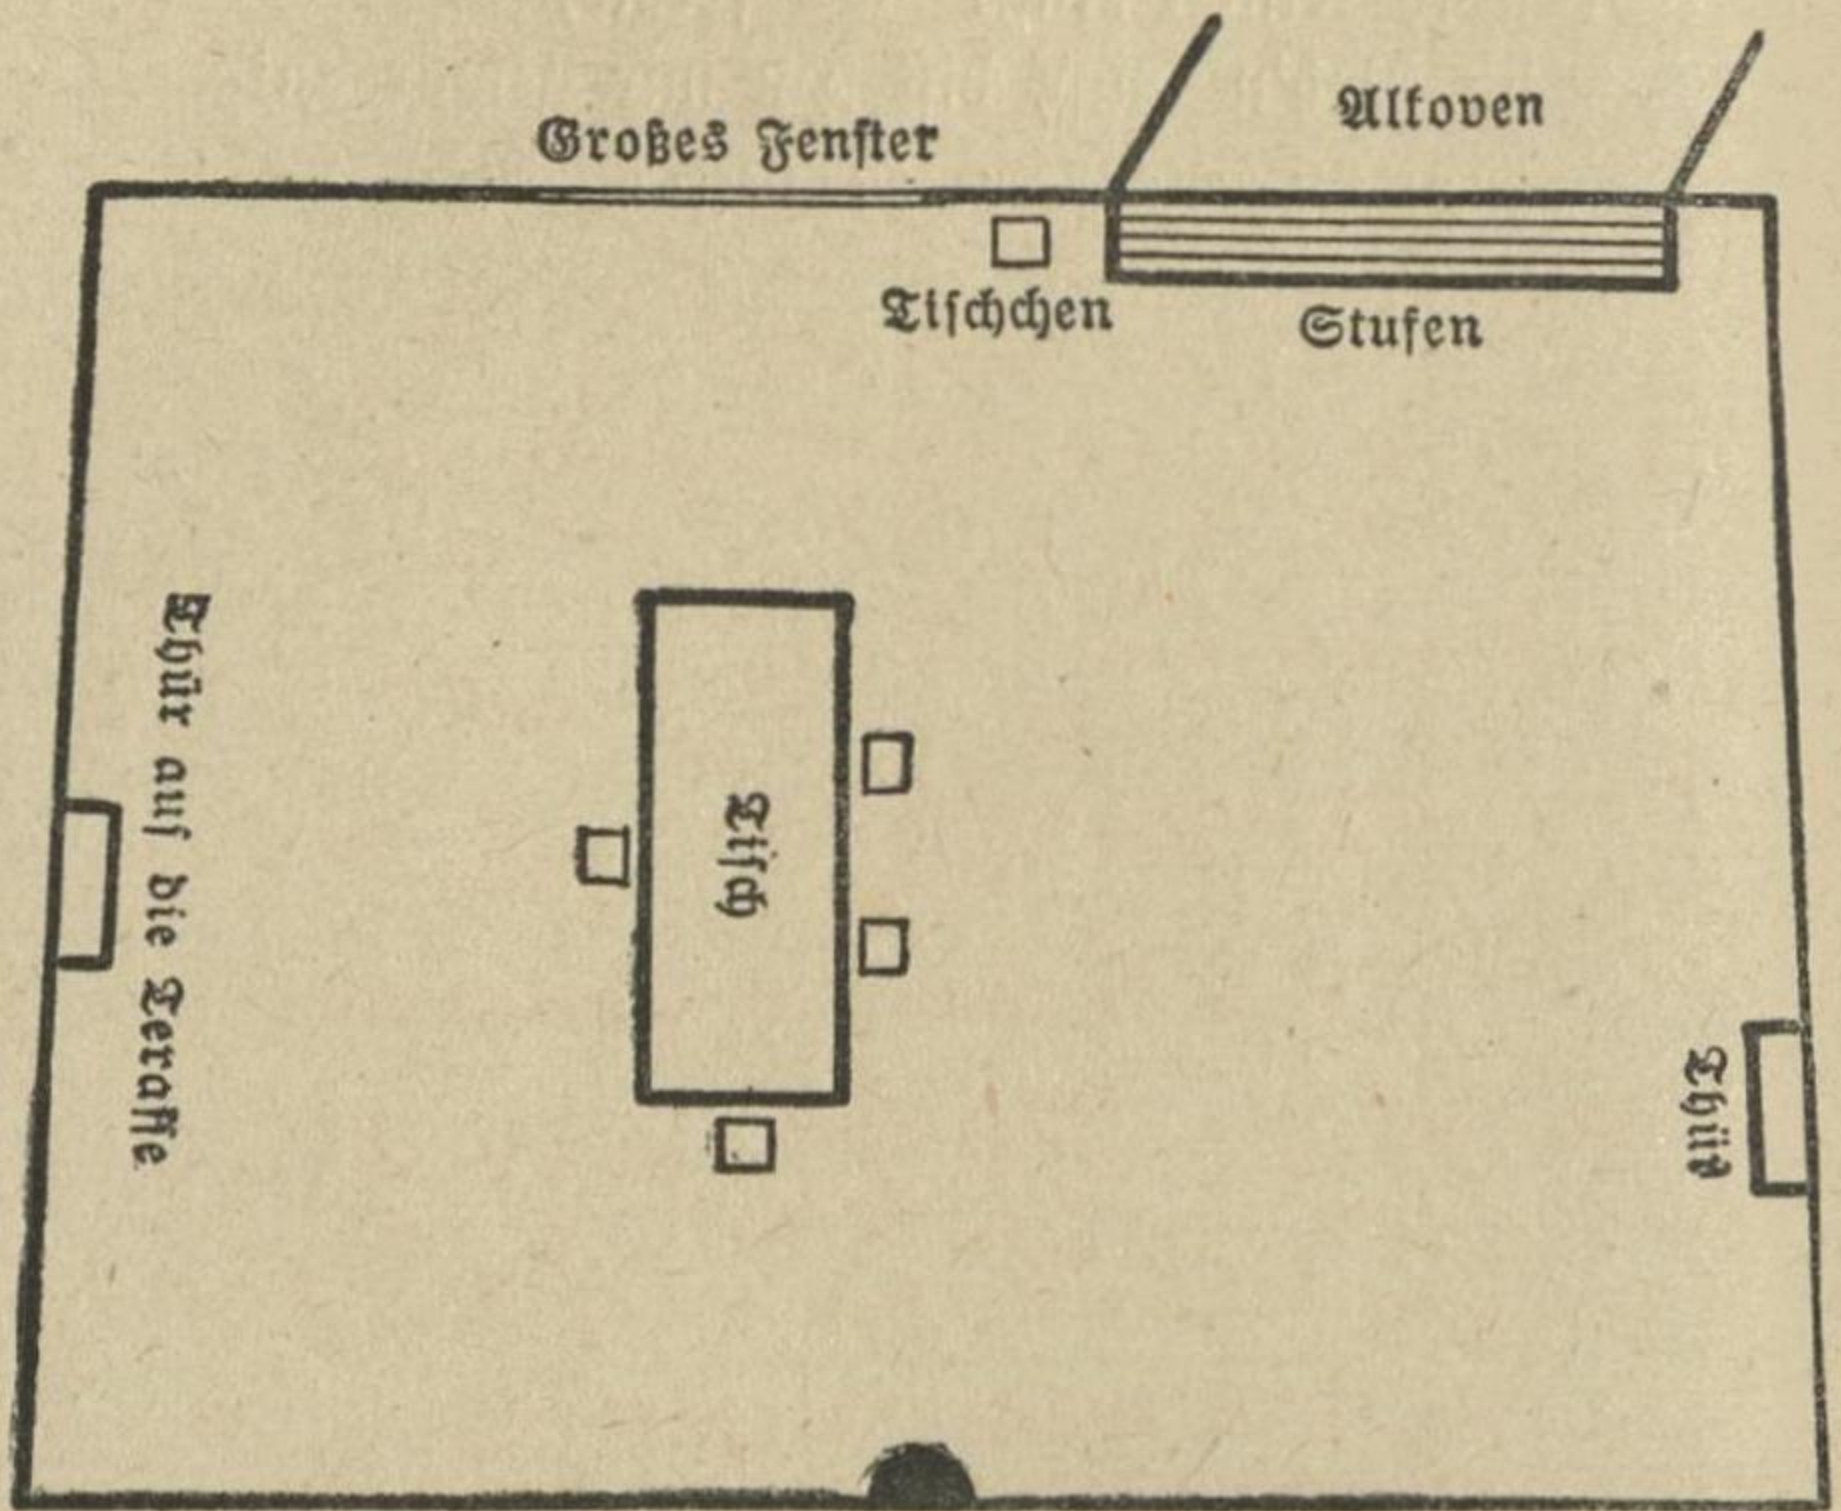 Alkoven
Großes Fenster
Tischchen
Stufen
Thür auf die Terasse
Tisch
Thür